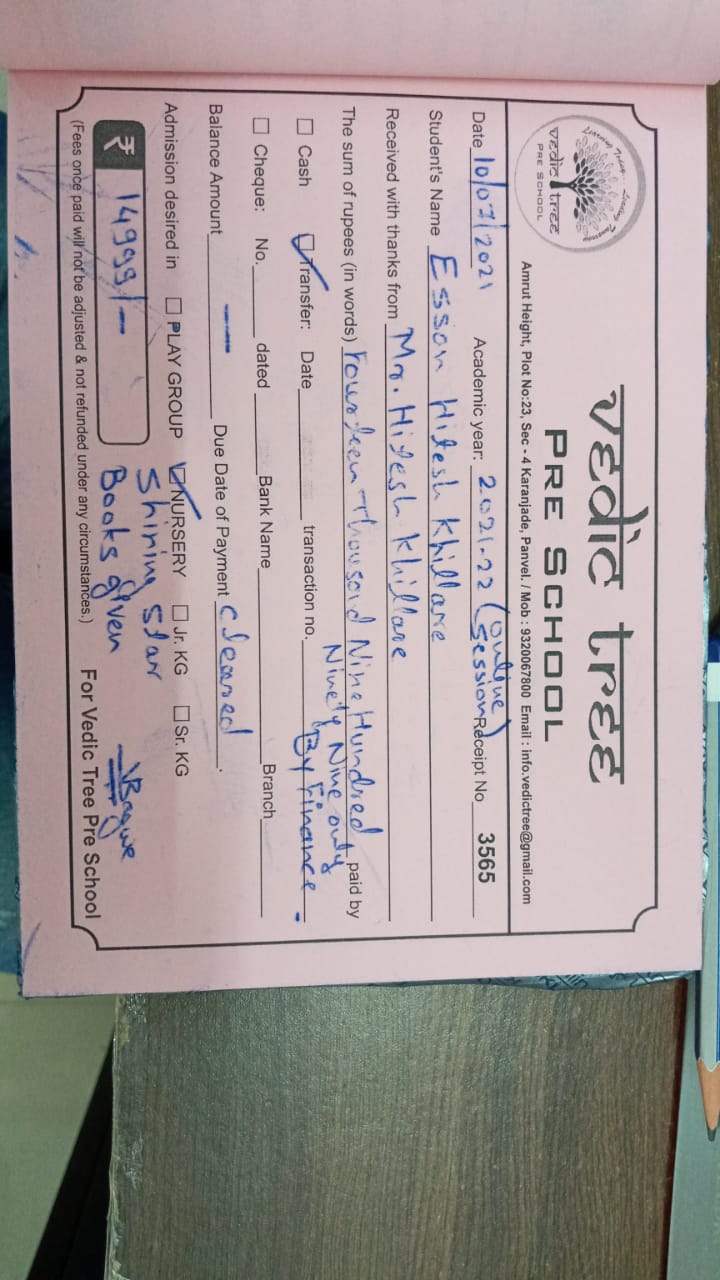 vedic tree
PRE SCHOOL
Learning Today.. Leading Tomorrow
vedic tree
PRE SCHOOL
Amrut Height, Plot No:23, Sec - 4 Karanjade, Panvel. / Mob : 9320067800 Email : info.vedictree@gmail.com
Date 10/07/2021 Academic year: 2021-22 (online session) Receipt No 3565
Student's Name Esson Hitesh Khillare
Received with thanks from Mr. Hitesh Khillare
The sum of rupees (in words) Fourteen Thousand Nine Hundred Ninety Nine only paid by
☐ Cash ☑ Transfer: Date transaction no. By Finance.
☐ Cheque: No. dated Bank Name Branch
Balance Amount — Due Date of Payment cleared.
Admission desired in ☐ PLAY GROUP ☑ NURSERY ☐ Jr. KG ☐ Sr. KG
Shining Star
₹ 14999/- Books given
(Fees once paid will not be adjusted & not refunded under any circumstances.) For Vedic Tree Pre School